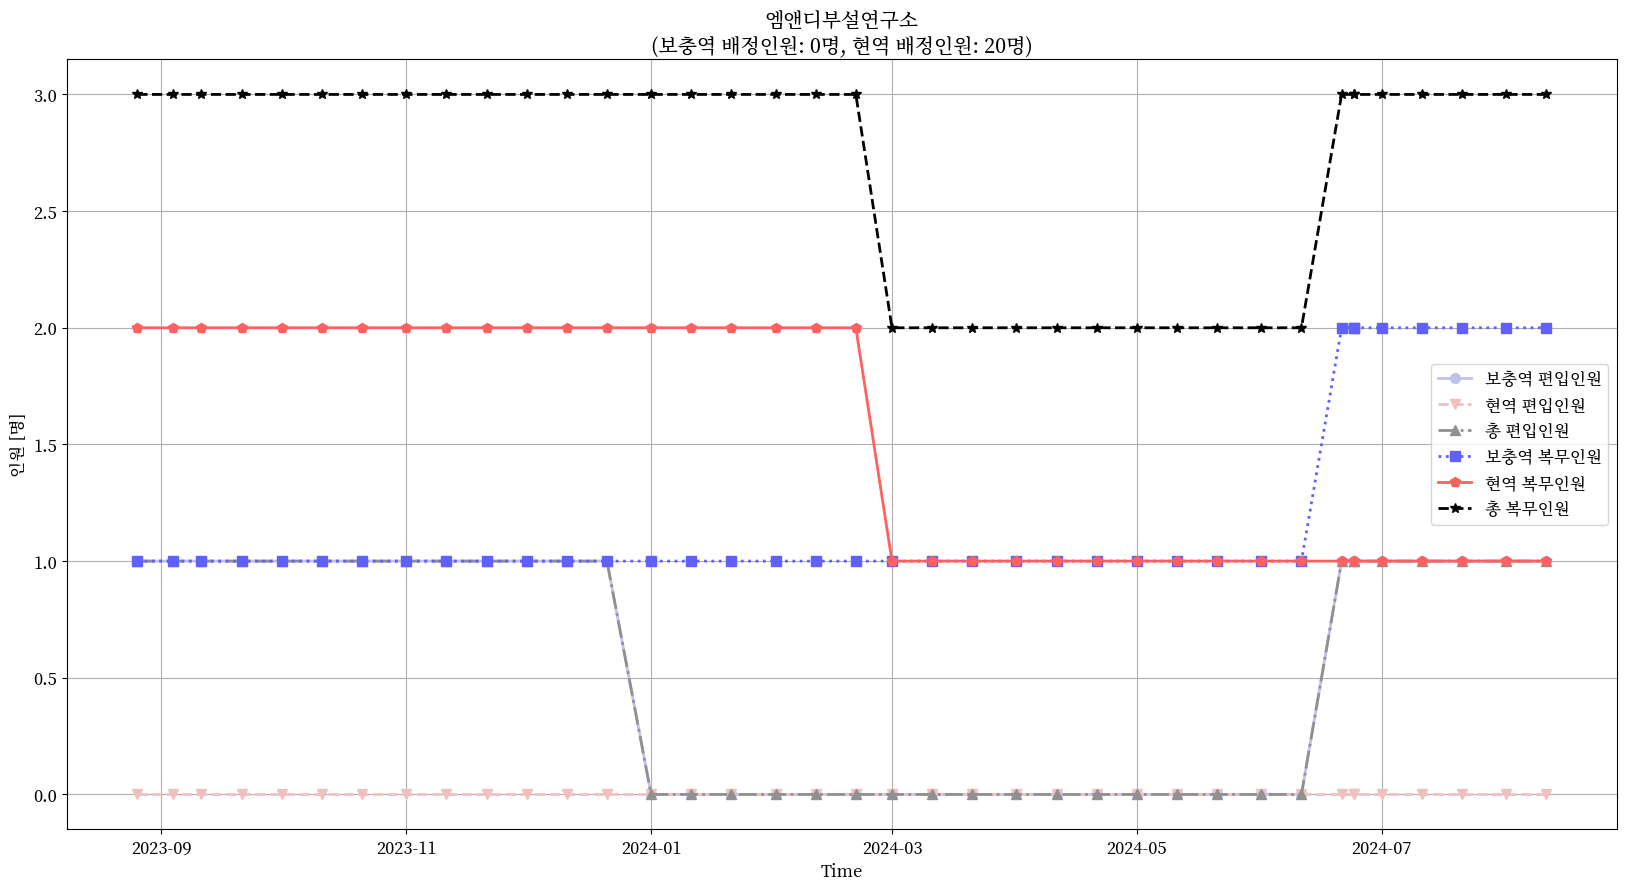 엠앤디부설연구소
(보충역 배정인원: 0명, 현역 배정인원: 20명)
인원 [명]
3.0
2.5
2.0
1.5
1.0
0.5
0.0
보충역 편입인원
현역 편입인원
총 편입인원
보충역 복무인원
현역 복무인원
총 복무인원
2023-09
2023-11
2024-01
2024-03
2024-05
2024-07
Time